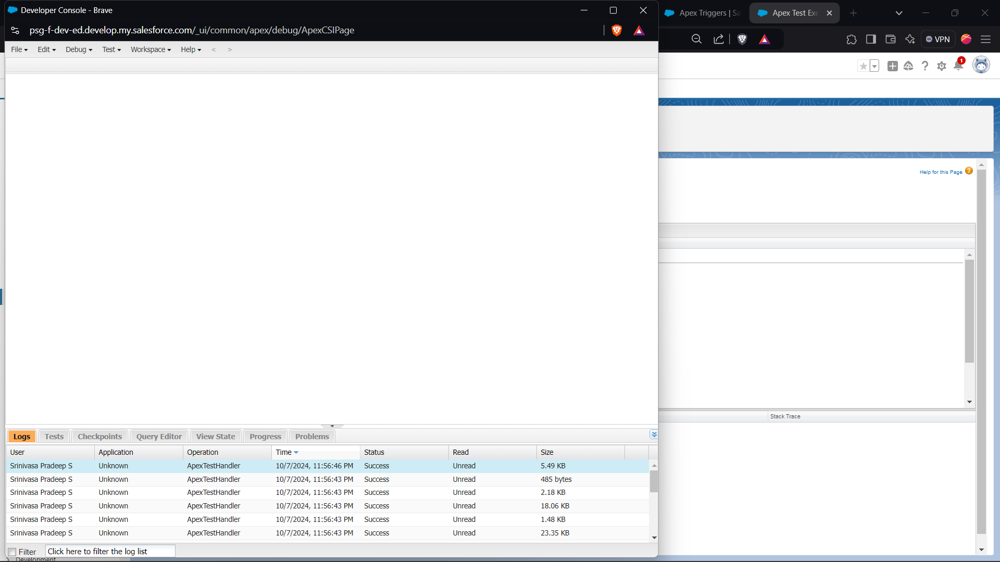 Developer Console - Brave
Apex Triggers | Sa
Apex Test Exe
psg-f-dev-ed.develop.my.salesforce.com/_ui/common/apex/debug/ApexCSIPage
VPN
File Edit Debug Test Workspace Help < >
1
Help for this Page
Stack Trace
Logs Tests Checkpoints Query Editor View State Progress Problems
User Application Operation Time Status Read Size
Srinivasa Pradeep S Unknown ApexTestHandler 10/7/2024, 11:56:46 PM Success Unread 5.49 KB
Srinivasa Pradeep S Unknown ApexTestHandler 10/7/2024, 11:56:43 PM Success Unread 485 bytes
Srinivasa Pradeep S Unknown ApexTestHandler 10/7/2024, 11:56:43 PM Success Unread 2.18 KB
Srinivasa Pradeep S Unknown ApexTestHandler 10/7/2024, 11:56:43 PM Success Unread 18.06 KB
Srinivasa Pradeep S Unknown ApexTestHandler 10/7/2024, 11:56:43 PM Success Unread 1.48 KB
Srinivasa Pradeep S Unknown ApexTestHandler 10/7/2024, 11:56:43 PM Success Unread 23.35 KB
Filter Click here to filter the log list
Development